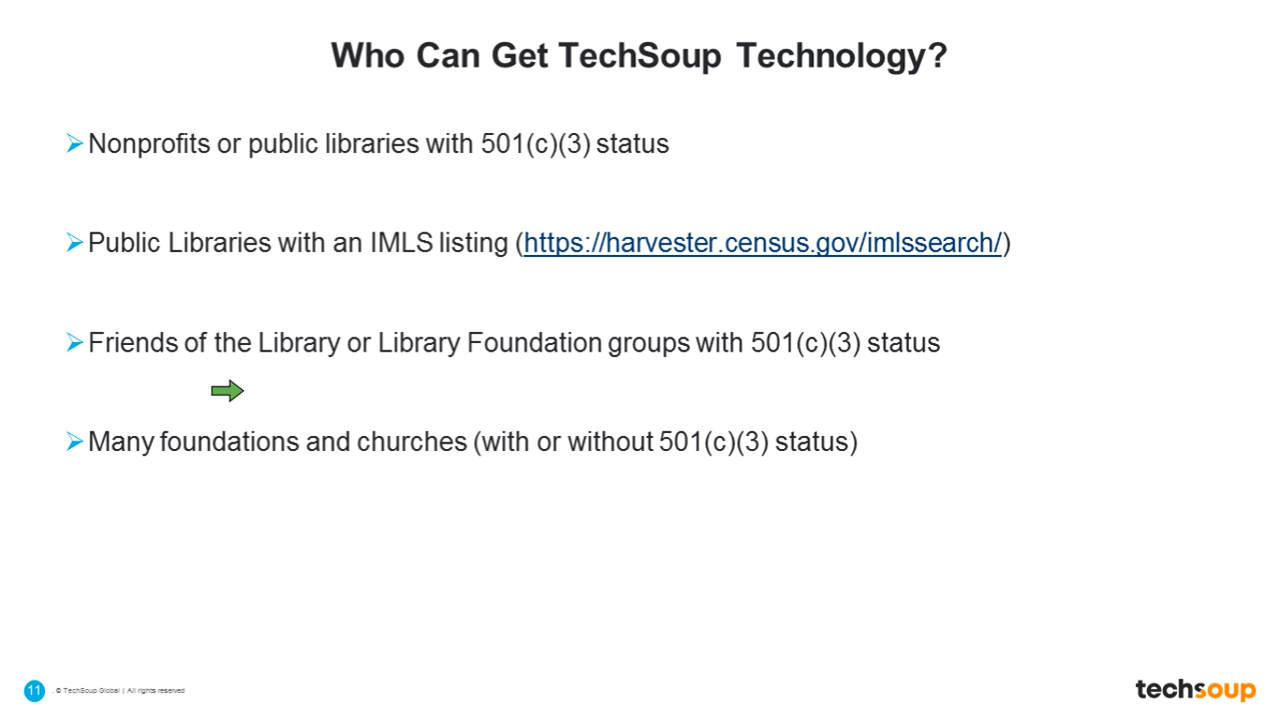 Who Can Get TechSoup Technology?
Nonprofits or public libraries with 501(c)(3) status
Public Libraries with an IMLS listing (https://harvester.census.gov/imlssearch/)
Friends of the Library or Library Foundation groups with 501(c)(3) status
Many foundations and churches (with or without 501(c)(3) status)
11 . © TechSoup Global | All rights reserved
techsoup